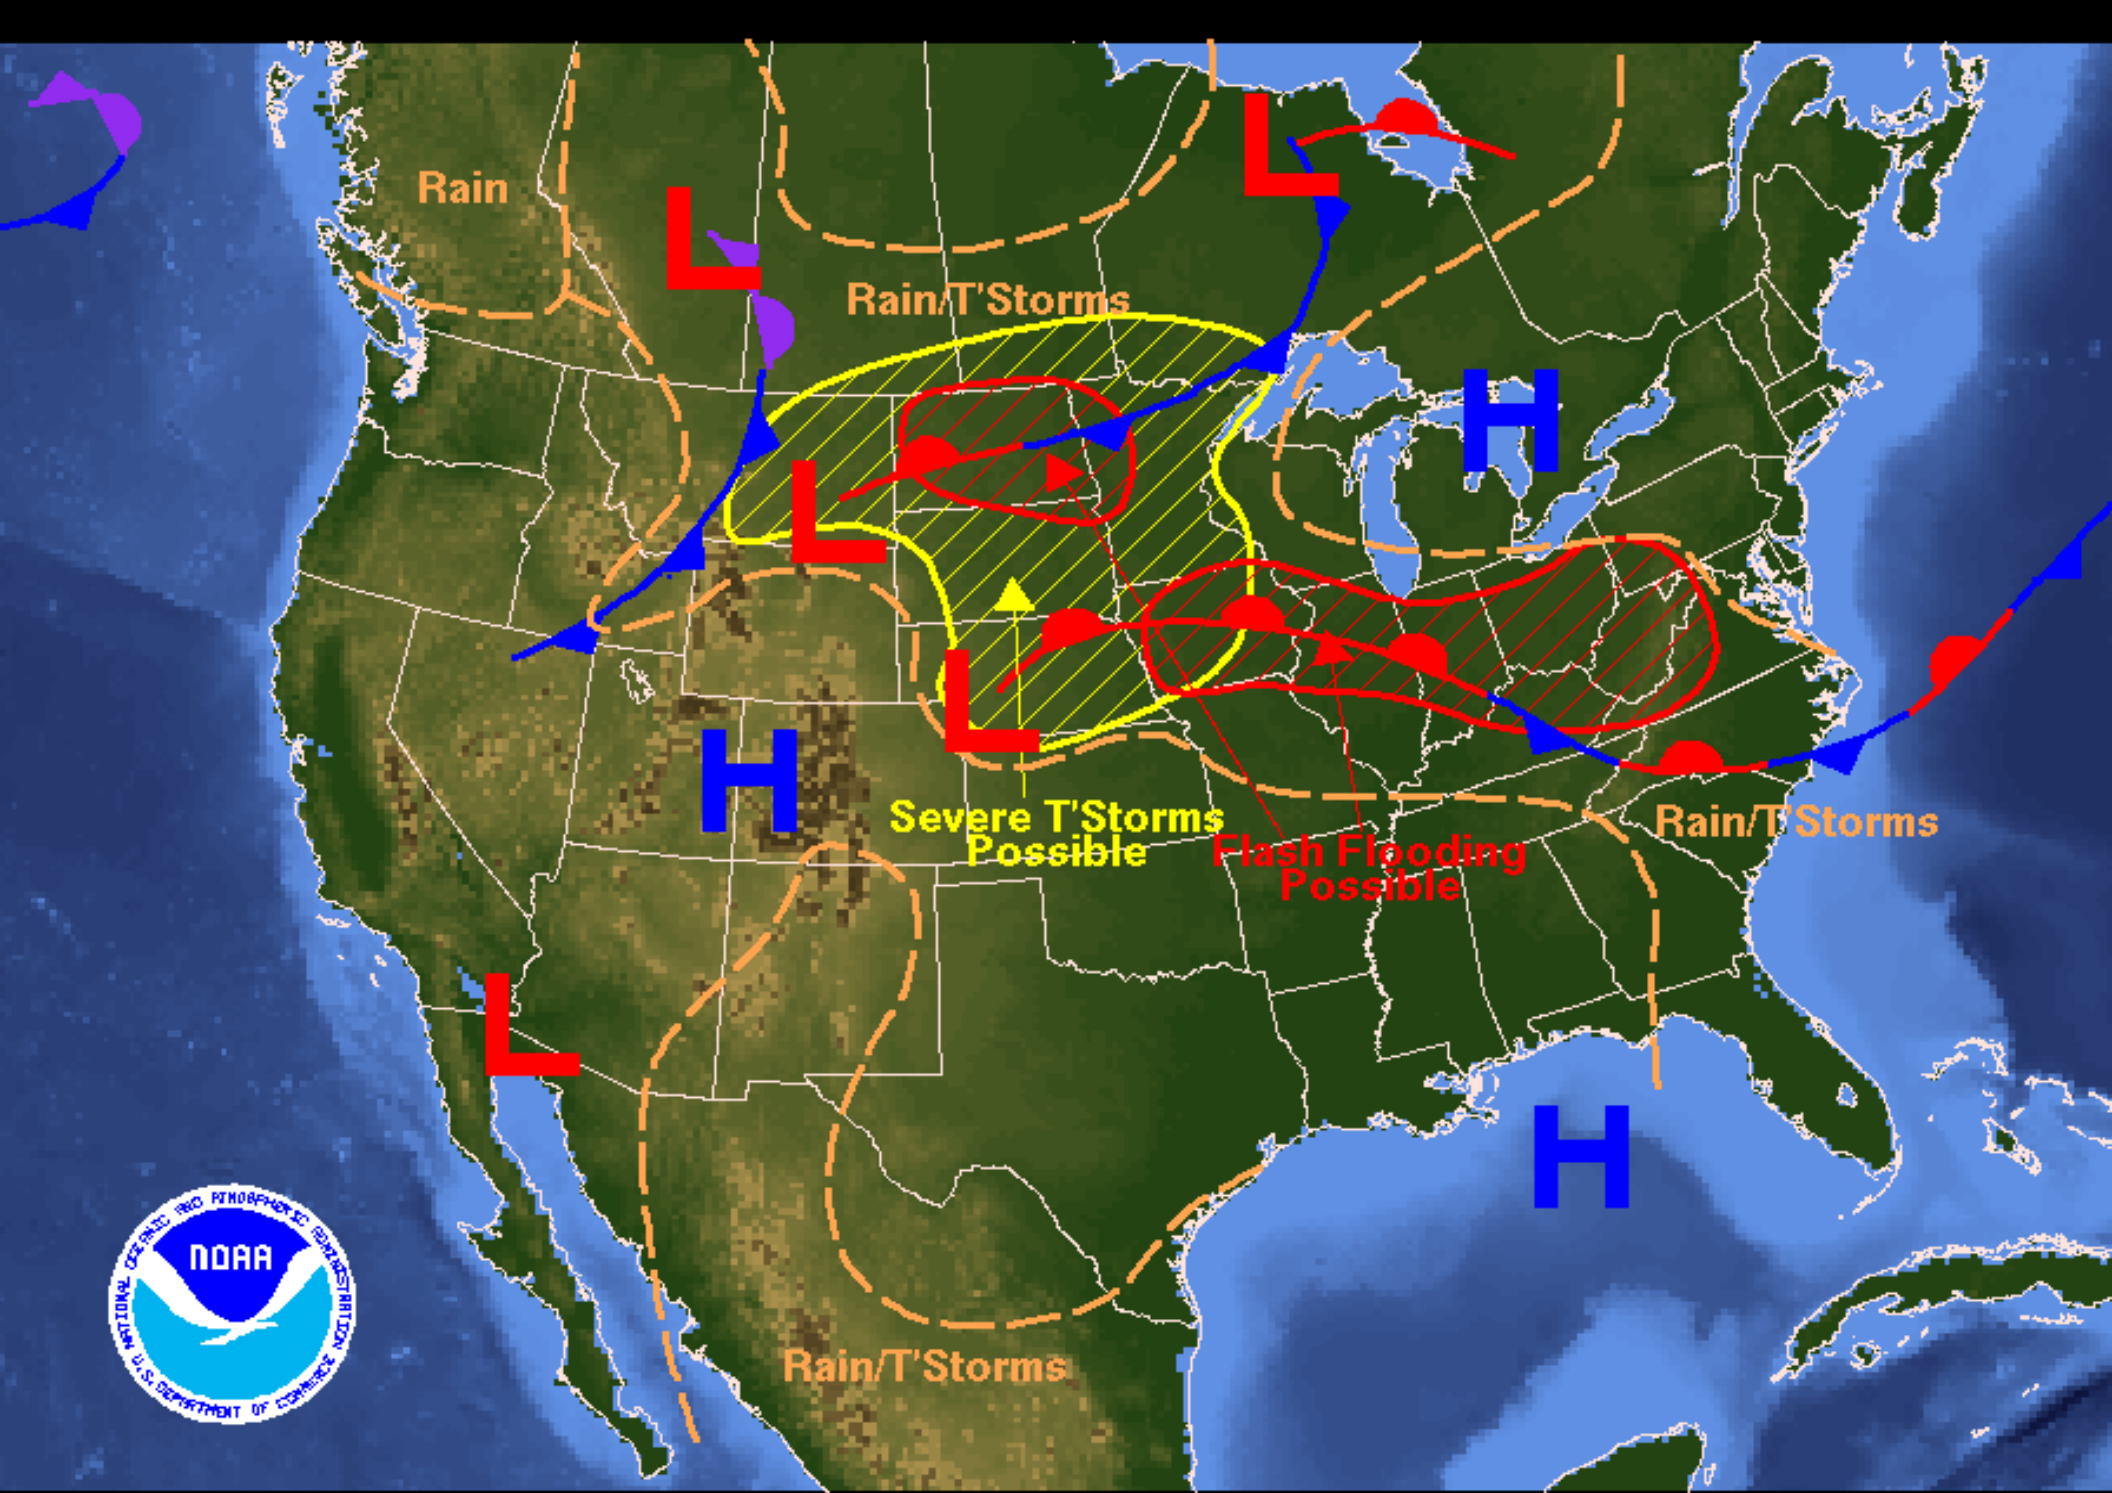 L
Rain
L
Rain/T'Storms
H
L
L
H
Severe T'Storms
Possible
Flash Flooding
Possible
Rain/T'Storms
L
H
NOAA
NATIONAL OCEANIC AND ATMOSPHERIC ADMINISTRATION
U.S. DEPARTMENT OF COMMERCE
Rain/T'Storms